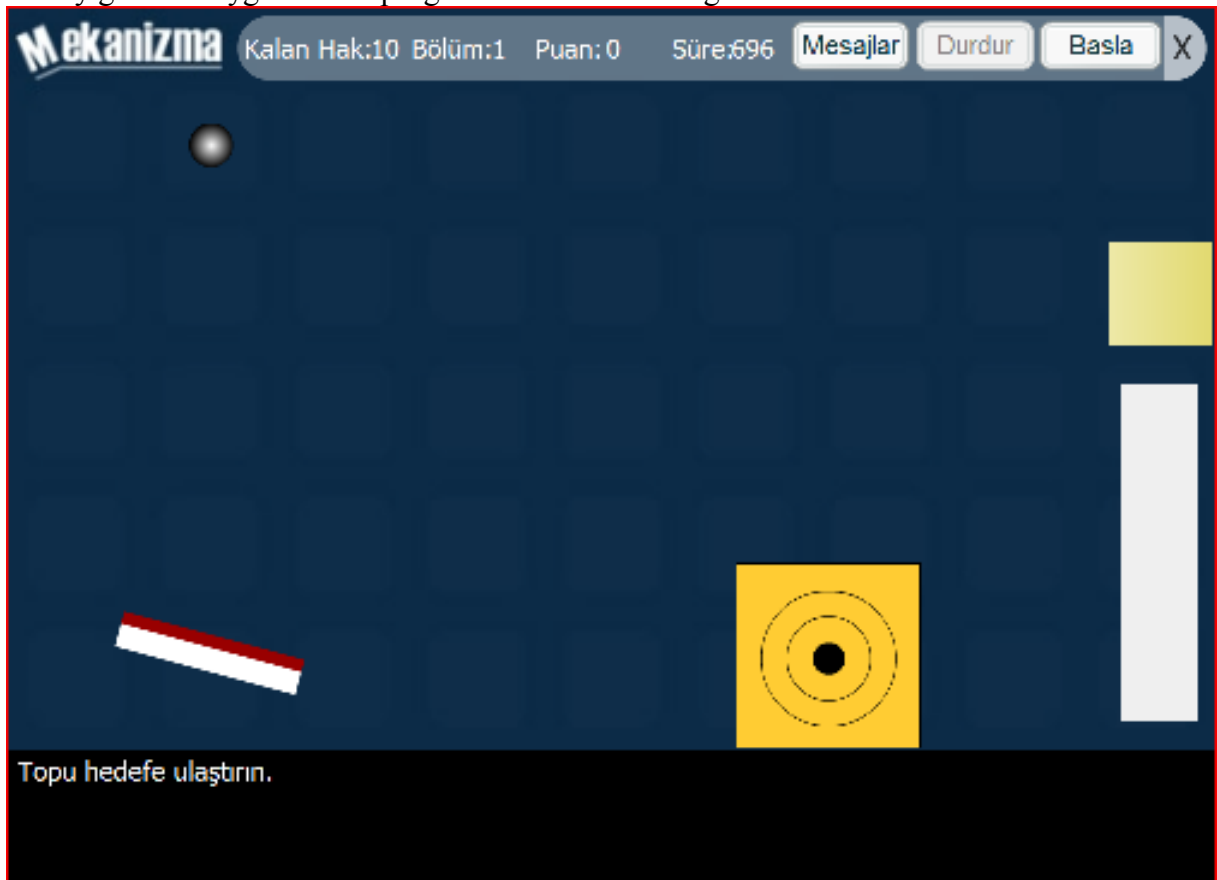 Mekanizma Kalan Hak:10 Bölüm:1 Puan: 0 Süre:696 Mesajlar Durdur Basla X
Topu hedefe ulaştırın.